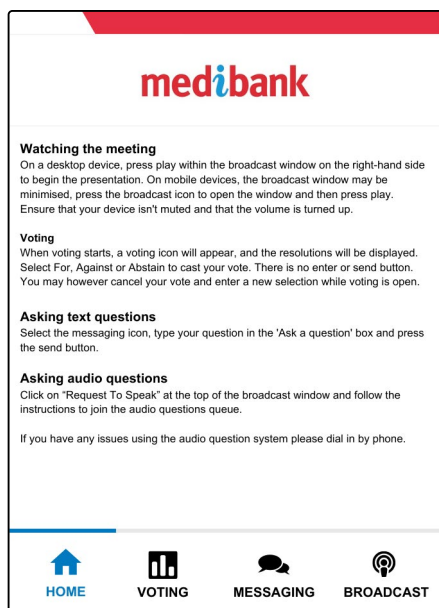 medibank
Watching the meeting
On a desktop device, press play within the broadcast window on the right-hand side
to begin the presentation. On mobile devices, the broadcast window may be
minimised, press the broadcast icon to open the window and then press play.
Ensure that your device isn't muted and that the volume is turned up.
Voting
When voting starts, a voting icon will appear, and the resolutions will be displayed.
Select For, Against or Abstain to cast your vote. There is no enter or send button.
You may however cancel your vote and enter a new selection while voting is open.
Asking text questions
Select the messaging icon, type your question in the 'Ask a question' box and press
the send button.
Asking audio questions
Click on “Request To Speak” at the top of the broadcast window and follow the
instructions to join the audio questions queue.
If you have any issues using the audio question system please dial in by phone.
HOME VOTING MESSAGING BROADCAST